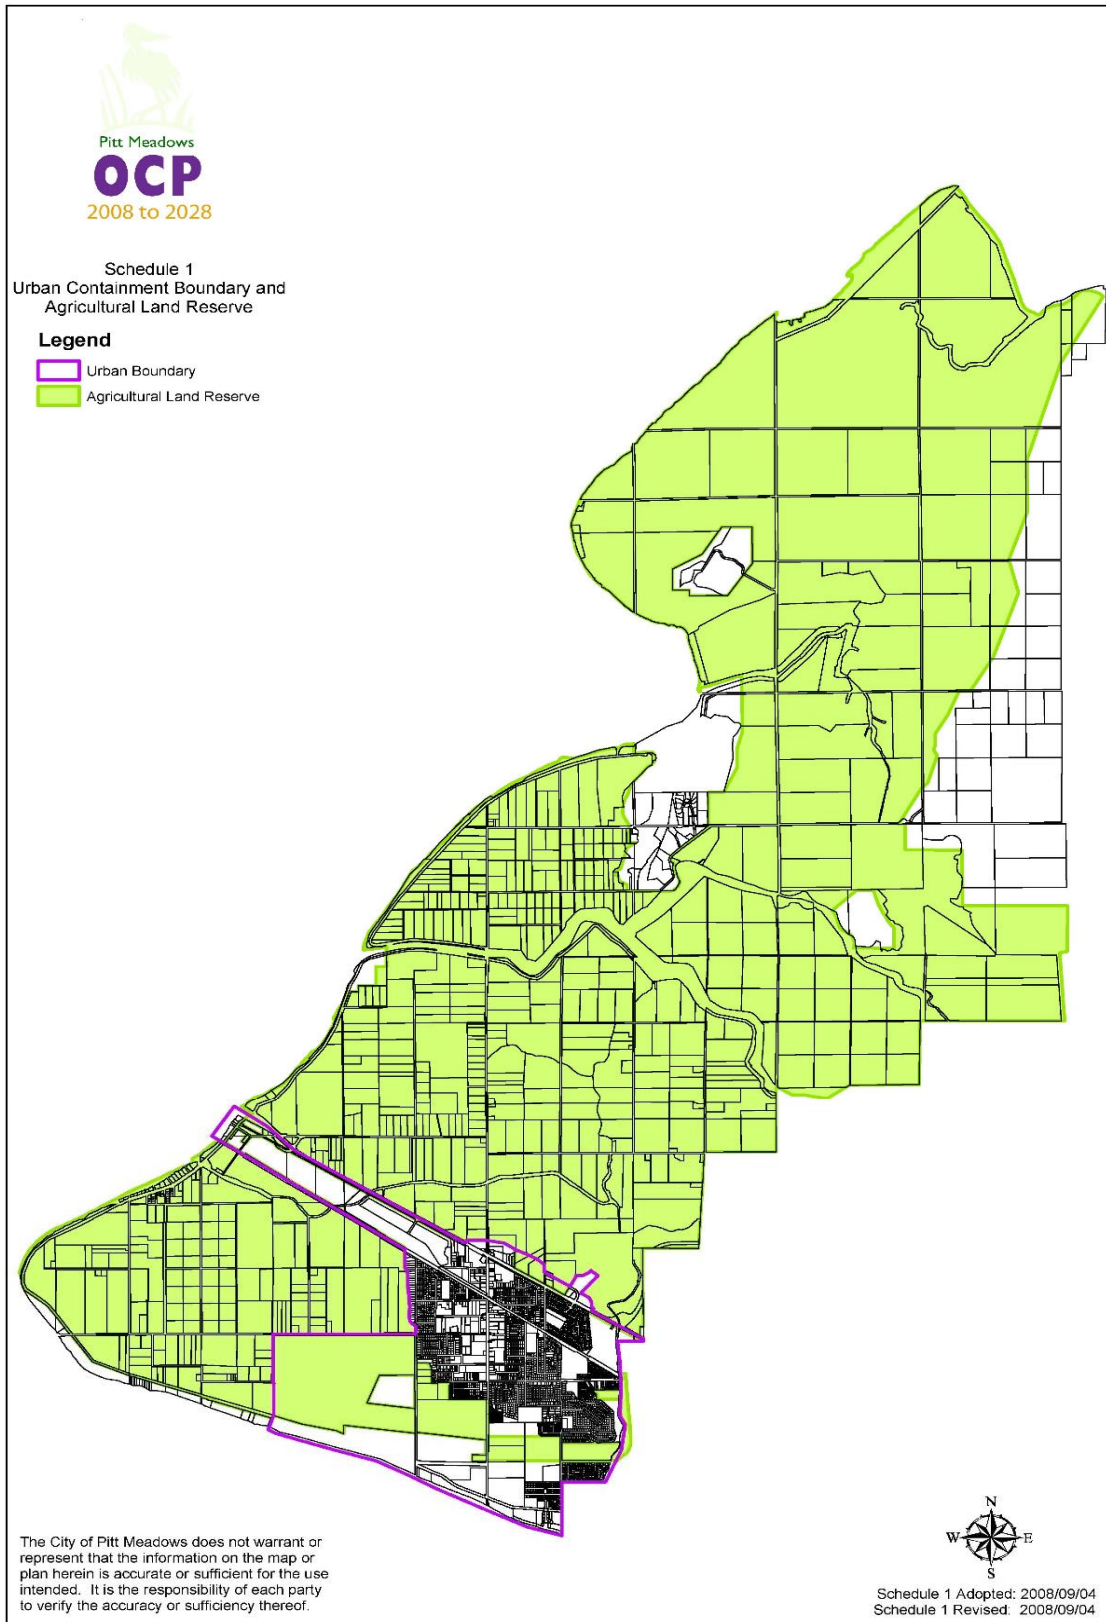 Pitt Meadows
OCP
2008 to 2028
Schedule 1
Urban Containment Boundary and
Agricultural Land Reserve
Legend
Urban Boundary
Agricultural Land Reserve
The City of Pitt Meadows does not warrant or
represent that the information on the map or
plan herein is accurate or sufficient for the use
intended. It is the responsibility of each party
to verify the accuracy or sufficiency thereof.
N
W E
S
Schedule 1 Adopted: 2008/09/04
Schedule 1 Revised: 2008/09/04